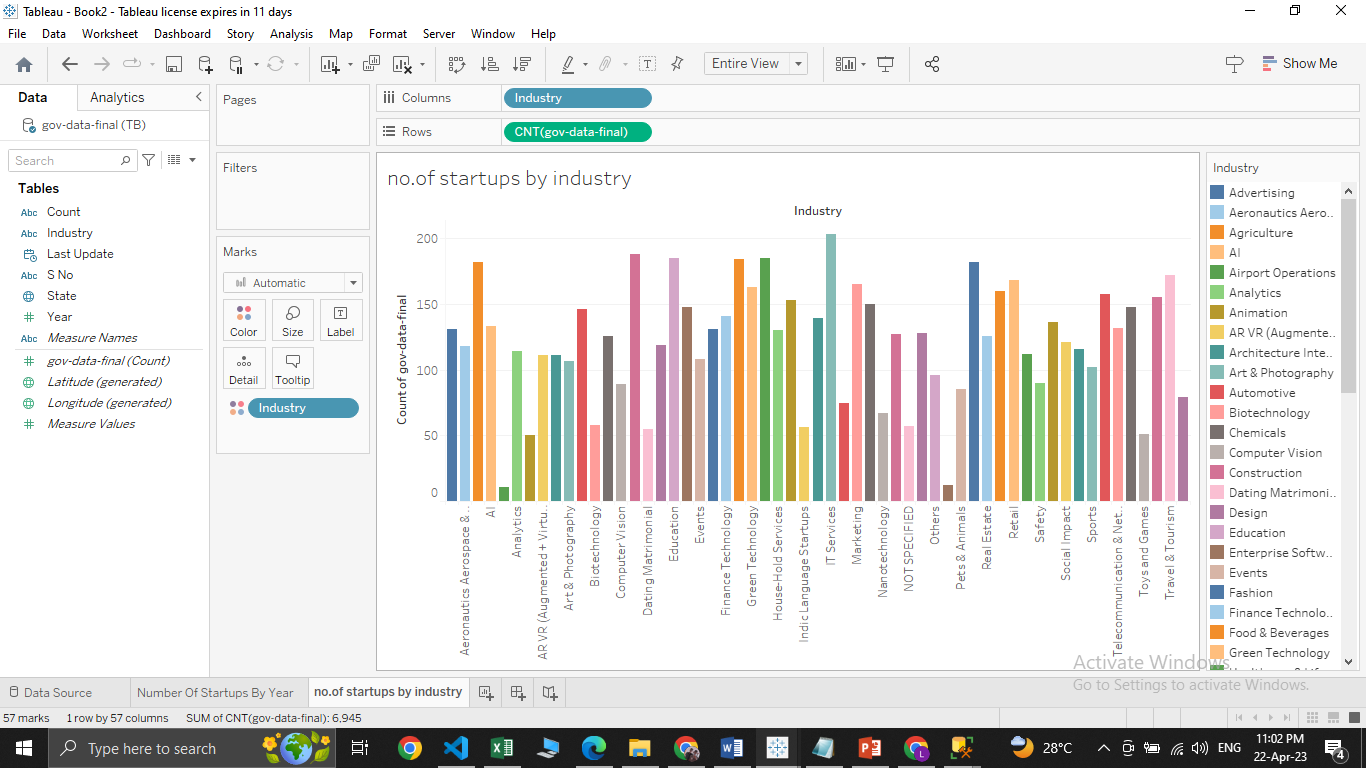 Tableau - Book2 - Tableau license expires in 11 days
File Data Worksheet Dashboard Story Analysis Map Format Server Window Help
Entire View
Show Me
Data
Analytics
gov-data-final (TB)
Search
Tables
Abc Count
Abc Industry
Last Update
Abc S No
State
# Year
Abc Measure Names
# gov-data-final (Count)
Latitude (generated)
Longitude (generated)
# Measure Values
Pages
Filters
Marks
Automatic
Color Size Label
Detail Tooltip
Industry
Columns
Industry
Rows
CNT(gov-data-final)
no.of startups by industry
Industry
Count of gov-data-final
200
150
100
50
0
Aeronautics Aerospace & ..
AI
Analytics
AR VR (Augmented + Virtu..
Art & Photography
Biotechnology
Computer Vision
Dating Matrimonial
Education
Events
Finance Technology
Green Technology
House-Hold Services
Indic Language Startups
IT Services
Marketing
Nanotechnology
NOT SPECIFIED
Others
Pets & Animals
Real Estate
Retail
Safety
Social Impact
Sports
Telecommunication & Net..
Toys and Games
Travel & Tourism
Industry
Advertising
Aeronautics Aero..
Agriculture
AI
Airport Operations
Analytics
Animation
AR VR (Augmente..
Architecture Inte..
Art & Photography
Automotive
Biotechnology
Chemicals
Computer Vision
Construction
Dating Matrimoni..
Design
Education
Enterprise Softw..
Events
Fashion
Finance Technolo..
Food & Beverages
Green Technology
Activate Windows
Go to Settings to activate Windows.
Data Source
Number Of Startups By Year
no.of startups by industry
57 marks
1 row by 57 columns
SUM of CNT(gov-data-final): 6,945
Type here to search
28°C
ENG
11:02 PM
22-Apr-23
4